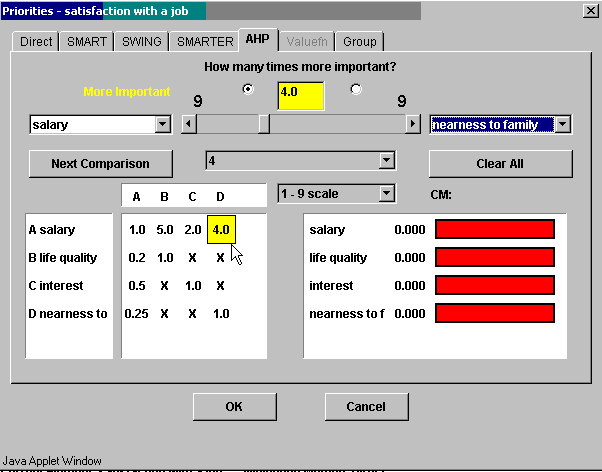 Priorities - satisfaction with a job
Direct SMART SWING SMARTER AHP Valuefn Group
How many times more important?
More Important 9 4.0 9
salary nearness to family
Next Comparison 4 Clear All
A B C D 1 - 9 scale CM:
A salary 1.0 5.0 2.0 4.0 salary 0.000
B life quality 0.2 1.0 X X life quality 0.000
C interest 0.5 X 1.0 X interest 0.000
D nearness to 0.25 X X 1.0 nearness to f 0.000
OK Cancel
Java Applet Window